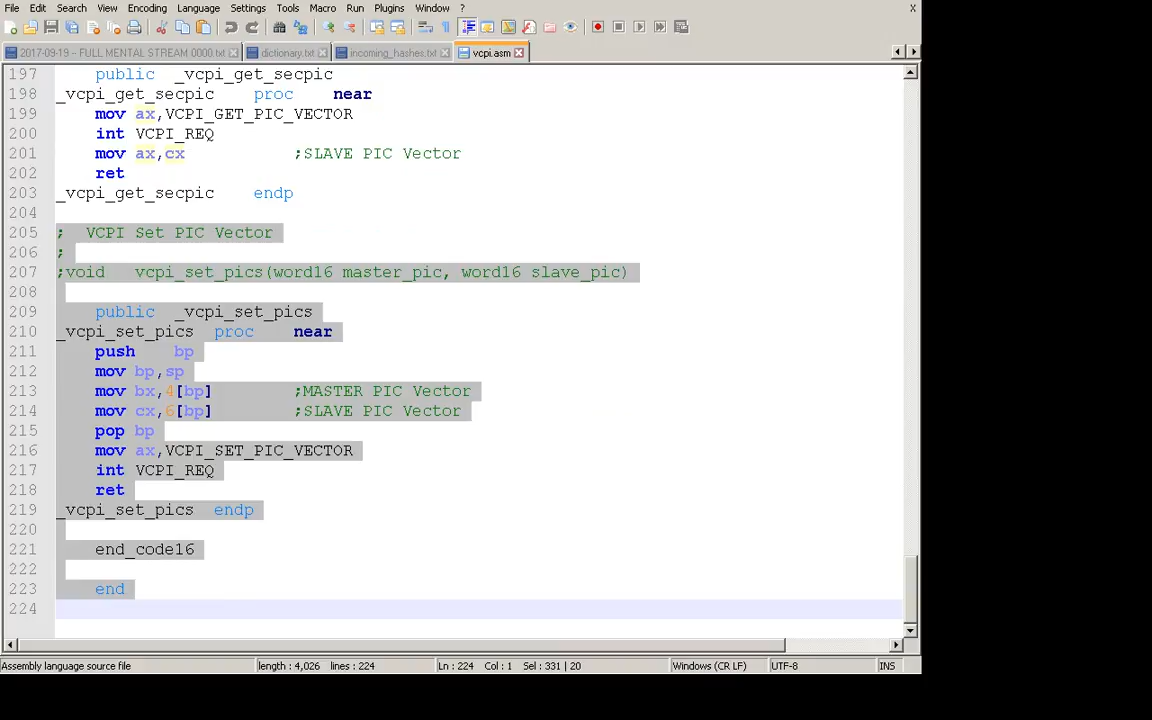 File Edit Search View Encoding Language Settings Tools Macro Run Plugins Window ? X
2017-09-19 – FULL MENTAL STREAM 0000.txt dictionary.txt incoming_hashes.txt vcpi.asm
197 public _vcpi_get_secpic
198 _vcpi_get_secpic proc near
199 mov ax,VCPI_GET_PIC_VECTOR
200 int VCPI_REQ
201 mov ax,cx ;SLAVE PIC Vector
202 ret
203 _vcpi_get_secpic endp
204
205 ; VCPI Set PIC Vector
206 ;
207 ;void vcpi_set_pics(word16 master_pic, word16 slave_pic)
208
209 public _vcpi_set_pics
210 _vcpi_set_pics proc near
211 push bp
212 mov bp,sp
213 mov bx,4[bp] ;MASTER PIC Vector
214 mov cx,6[bp] ;SLAVE PIC Vector
215 pop bp
216 mov ax,VCPI_SET_PIC_VECTOR
217 int VCPI_REQ
218 ret
219 _vcpi_set_pics endp
220
221 end_code16
222
223 end
224
Assembly language source file length : 4,026 lines : 224 Ln : 224 Col : 1 Sel : 331 | 20 Windows (CR LF) UTF-8 INS